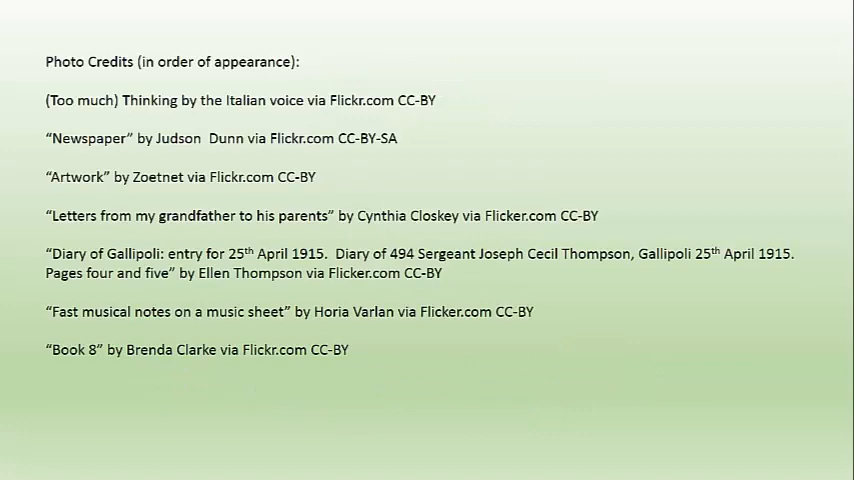 Photo Credits (in order of appearance):
(Too much) Thinking by the Italian voice via Flickr.com CC-BY
“Newspaper” by Judson  Dunn via Flickr.com CC-BY-SA
“Artwork” by Zoetnet via Flickr.com CC-BY
“Letters from my grandfather to his parents” by Cynthia Closkey via Flicker.com CC-BY
“Diary of Gallipoli: entry for 25th April 1915.  Diary of 494 Sergeant Joseph Cecil Thompson, Gallipoli 25th April 1915.
Pages four and five” by Ellen Thompson via Flicker.com CC-BY
“Fast musical notes on a music sheet” by Horia Varlan via Flicker.com CC-BY
“Book 8” by Brenda Clarke via Flickr.com CC-BY